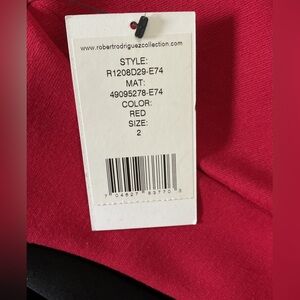 www.robertrodriguezcollection.com
STYLE:
R1208D29-E74
MAT:
49095278-E74
COLOR:
RED
SIZE:
2